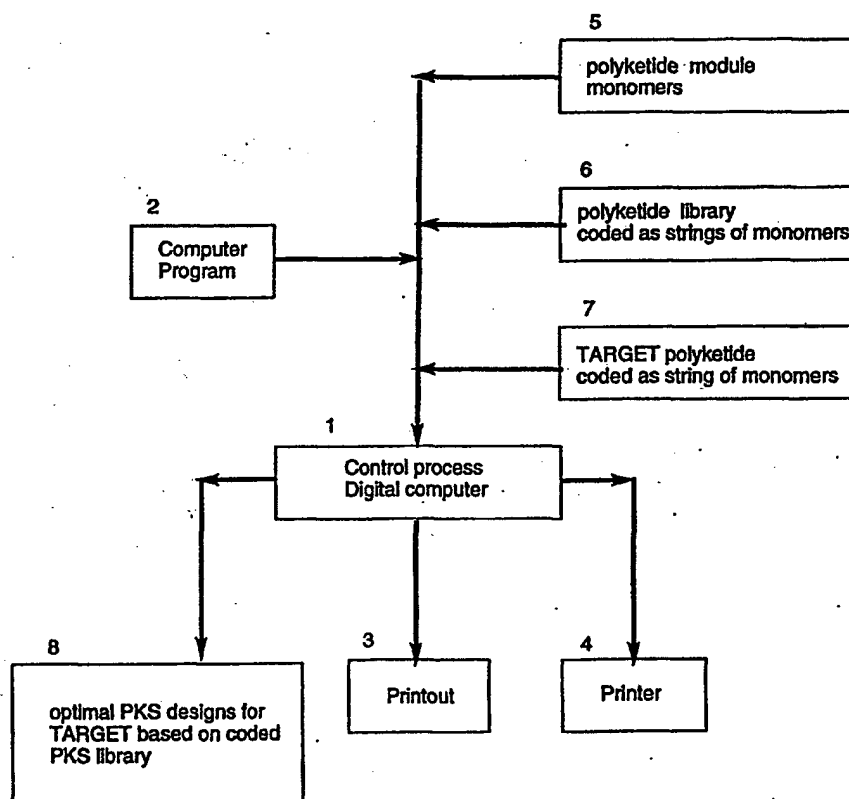 5
polyketide module
monomers
6
polyketide library
coded as strings of monomers
2
Computer
Program
7
TARGET polyketide
coded as string of monomers
1
Control process
Digital computer
8
optimal PKS designs for
TARGET based on coded
PKS library
3
Printout
4
Printer